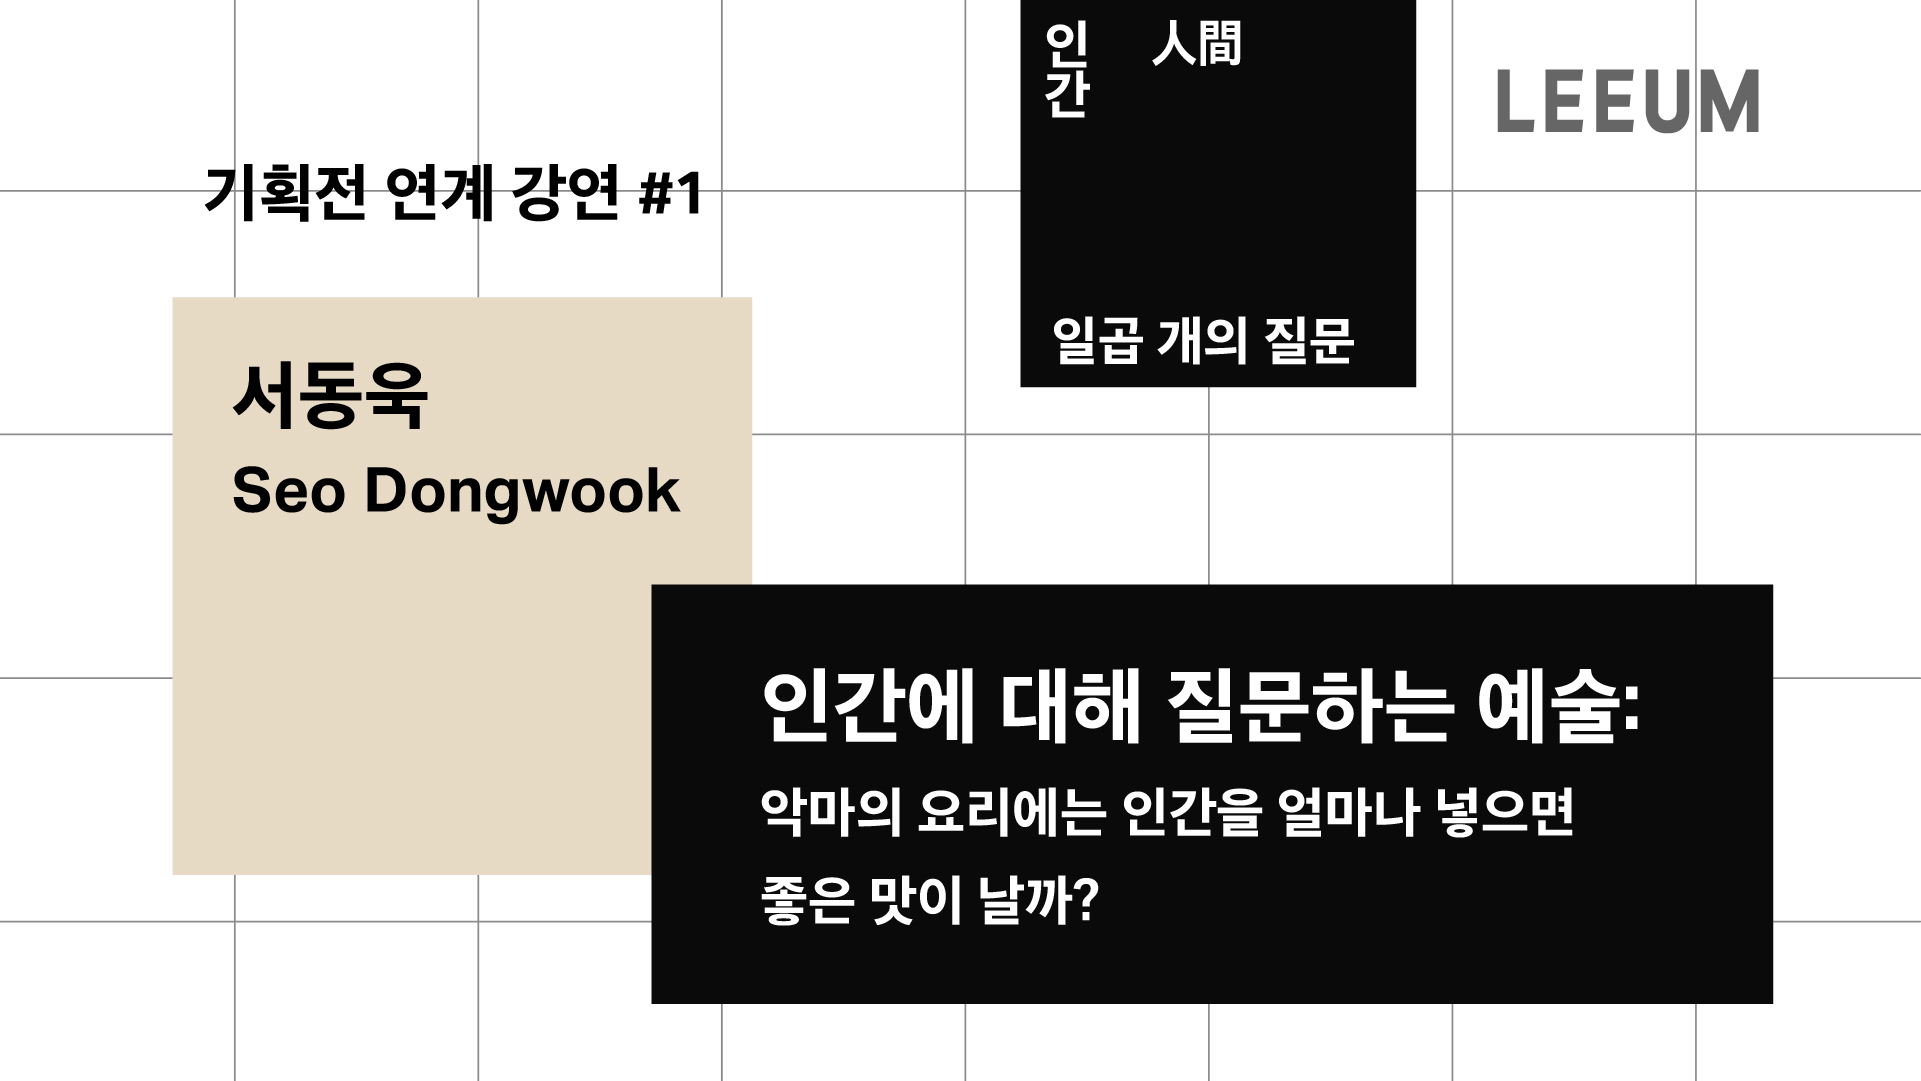 인간
人間
LEEUM
기획전 연계 강연 #1
일곱 개의 질문
서동욱
Seo Dongwook
인간에 대해 질문하는 예술:
악마의 요리에는 인간을 얼마나 넣으면
좋은 맛이 날까?